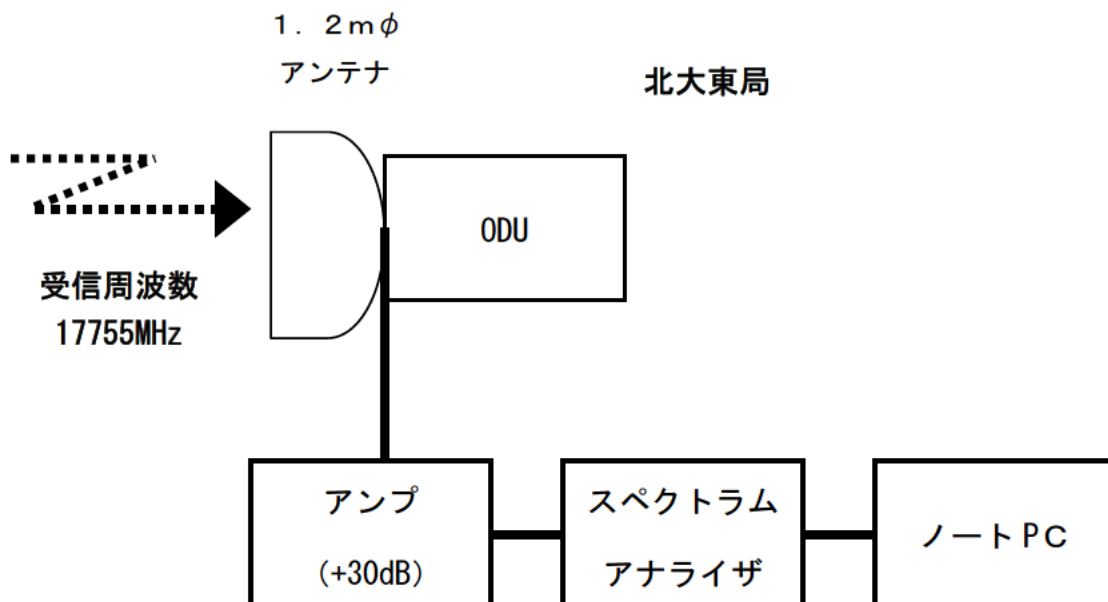 １．２ｍφ
アンテナ
北大東局
ODU
受信周波数
17755MHz
アンプ
(+30dB)
スペクトラム
アナライザ
ノートPC